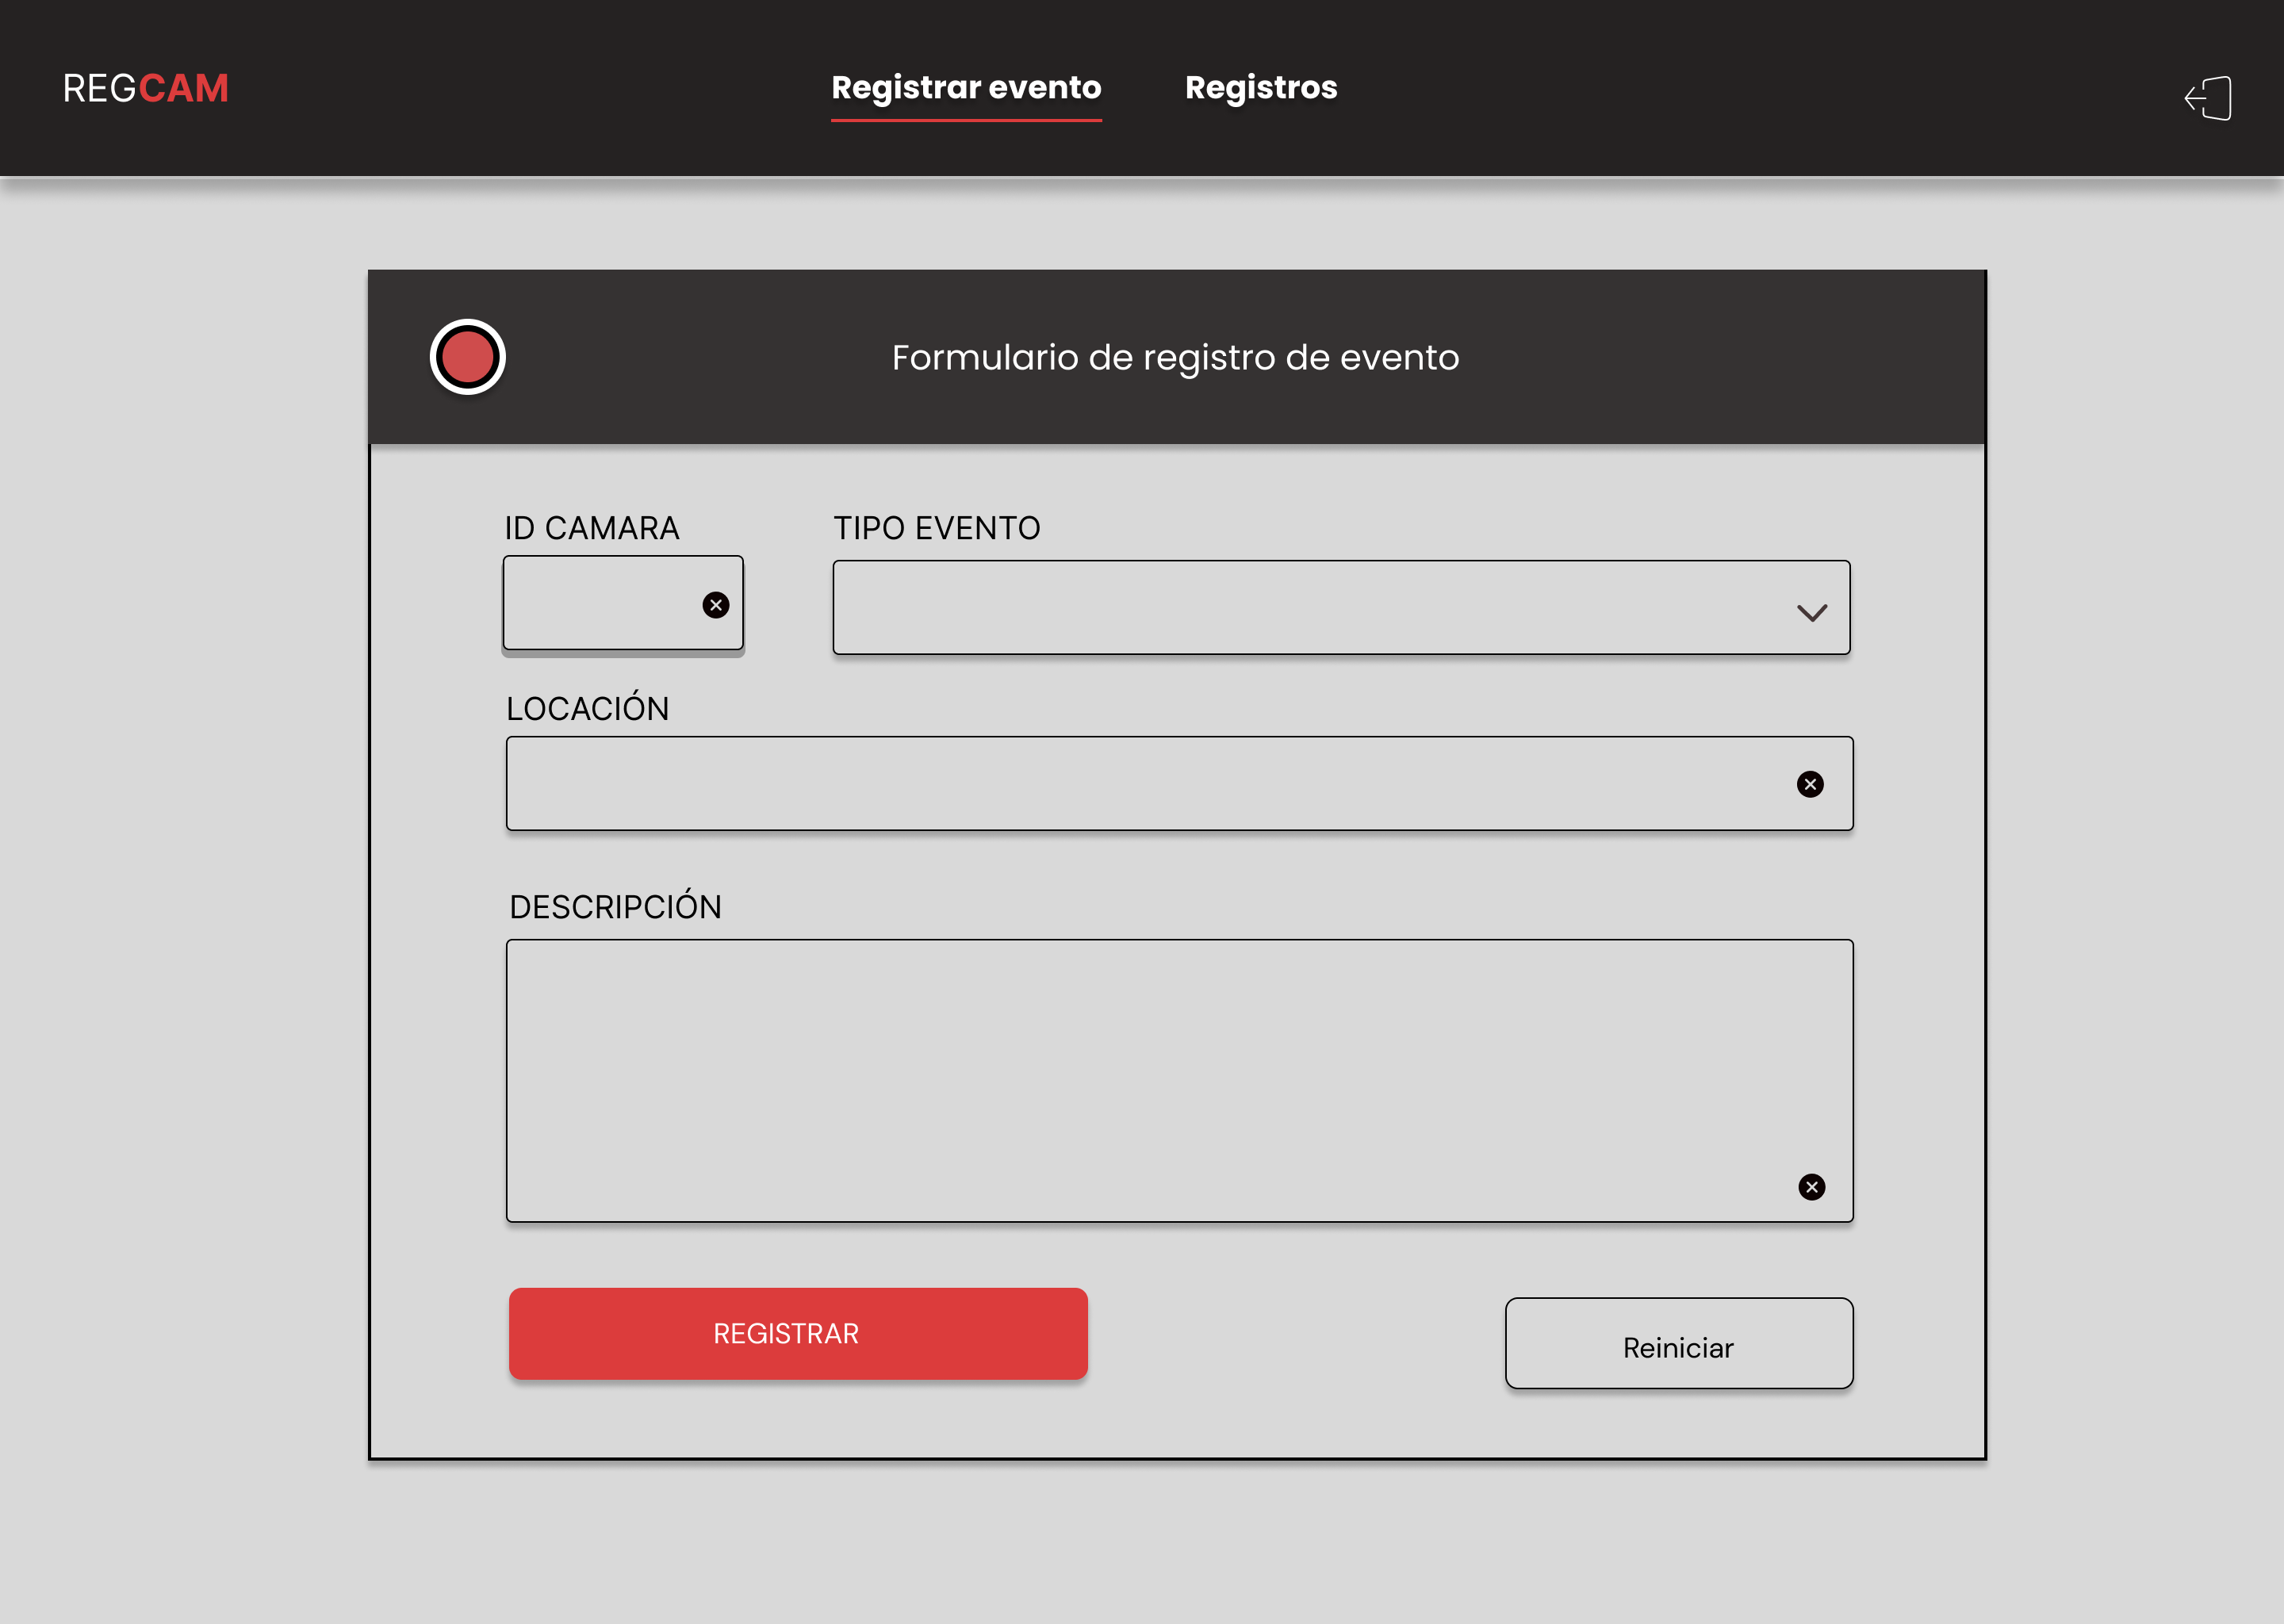 REGCAM Registrar evento Registros
Formulario de registro de evento
ID CAMARA TIPO EVENTO
LOCACIÓN
DESCRIPCIÓN
REGISTRAR Reiniciar